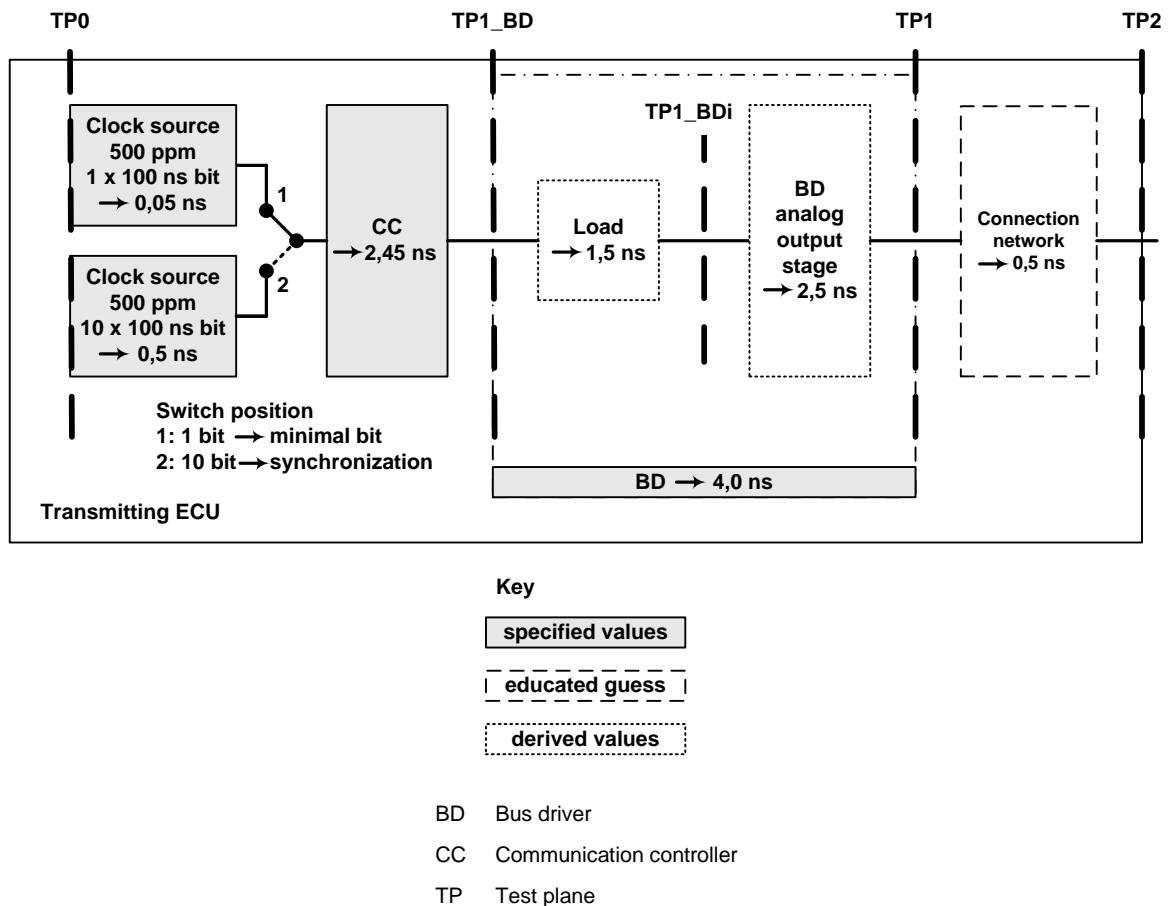 TP0
TP1_BD
TP1
TP2
Clock source
500 ppm
1 x 100 ns bit
→ 0,05 ns
1
Clock source
500 ppm
10 x 100 ns bit
→ 0,5 ns
2
CC
→ 2,45 ns
Load
→ 1,5 ns
TP1_BDi
BD
analog
output
stage
→ 2,5 ns
Connection
network
→ 0,5 ns
Switch position
1: 1 bit → minimal bit
2: 10 bit → synchronization
BD → 4,0 ns
Transmitting ECU
Key
specified values
educated guess
derived values
BD Bus driver
CC Communication controller
TP Test plane